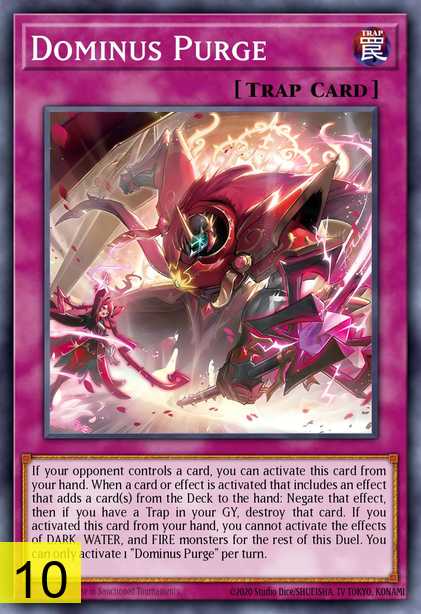 Dominus Purge
TRAP
罠
[Trap Card]
If your opponent controls a card, you can activate this card from
your hand. When a card or effect is activated that includes an effect
that adds a card(s) from the Deck to the hand: Negate that effect,
then if you have a Trap in your GY, destroy that card. If you
activated this card from your hand, you cannot activate the effects
of DARK, WATER, and FIRE monsters for the rest of this Duel. You
can only activate 1 "Dominus Purge" per turn.
10
in Sanctioned Tournaments
©2020 Studio Dice/SHUEISHA, TV TOKYO, KONAMI